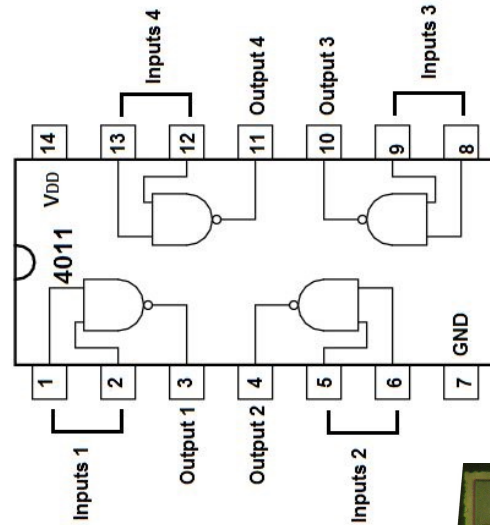 Inputs 4
Output 4
Output 3
Inputs 3
14
13
12
11
10
9
8
VDD
4011
GND
1
2
3
4
5
6
7
Inputs 1
Output 1
Output 2
Inputs 2